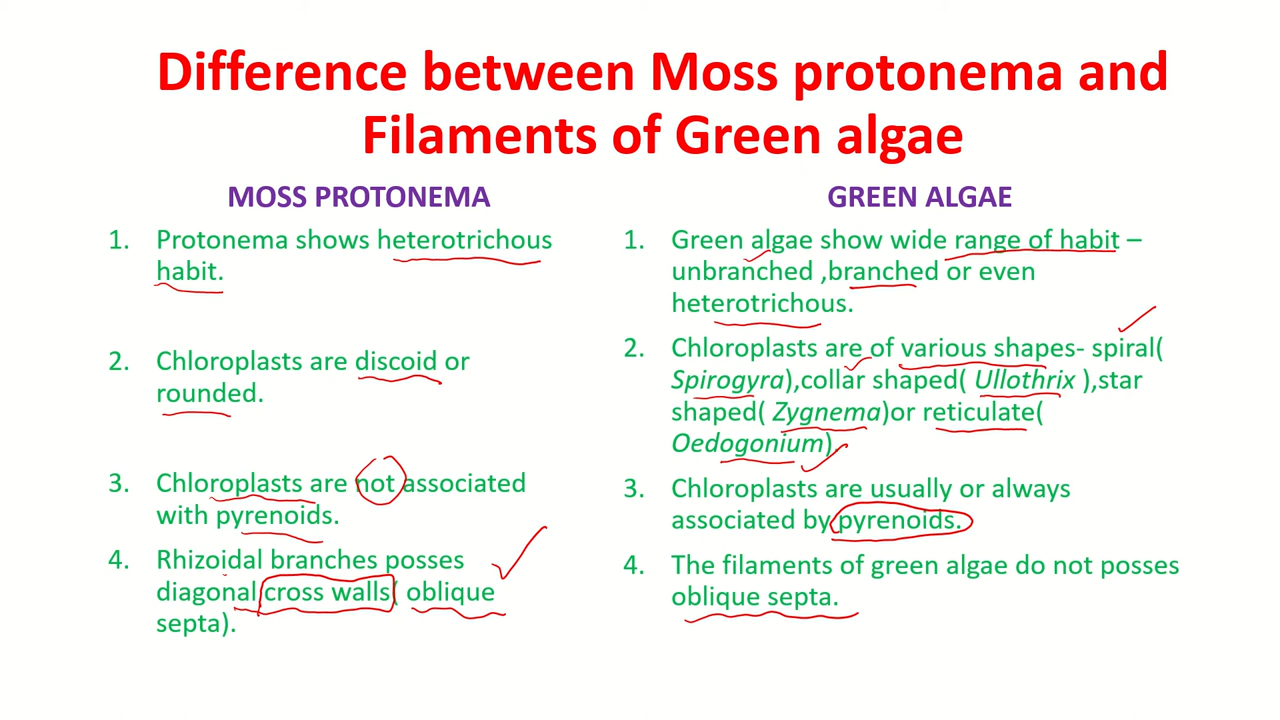 Difference between Moss protonema and
Filaments of Green algae
MOSS PROTONEMA
1. Protonema shows heterotrichous
habit.
2. Chloroplasts are discoid or
rounded.
3. Chloroplasts are not associated
with pyrenoids.
4. Rhizoidal branches posses
diagonal cross walls( oblique
septa).
GREEN ALGAE
1. Green algae show wide range of habit –
unbranched ,branched or even
heterotrichous.
2. Chloroplasts are of various shapes- spiral(
Spirogyra),collar shaped( Ullothrix ),star
shaped( Zygnema)or reticulate(
Oedogonium).
3. Chloroplasts are usually or always
associated by pyrenoids.
4. The filaments of green algae do not posses
oblique septa.